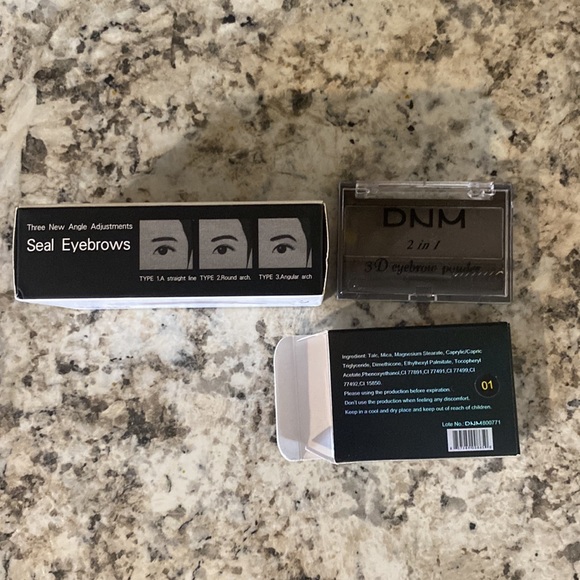 Three New Angle Adjustments
Seal Eyebrows
TYPE 1.A straight line
TYPE 2.Round arch.
TYPE 3.Angular arch
DNM
2 in 1
3D eyebrow powder
Ingredient: Talc, Mica, Magnesium Stearate, Caprylic/Capric
Triglyceride, Dimethicone, Ethylhexyl Palmitate, Tocopheryl
Acetate,Phenoxyethanol,CI 77891,CI 77491,CI 77499,CI
77492,CI 15850.
Please using the production before expiration.
Don't use the production when feeling any discomfort.
Keep in a cool and dry place and keep out of reach of children.
01
Lote No.: DNM800771